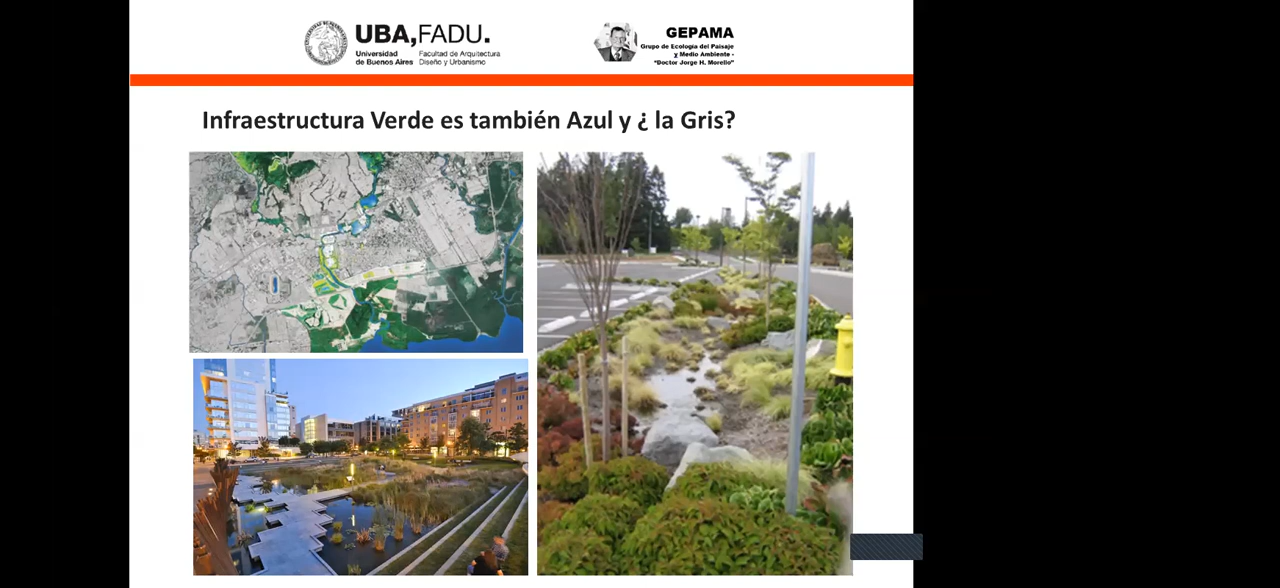 UBA,FADU.
Universidad
de Buenos Aires
Facultad de Arquitectura
Diseño y Urbanismo
GEPAMA
Grupo de Ecología del Paisaje
y Medio Ambiente -
"Doctor Jorge H. Morello"
Infraestructura Verde es también Azul y ¿ la Gris?